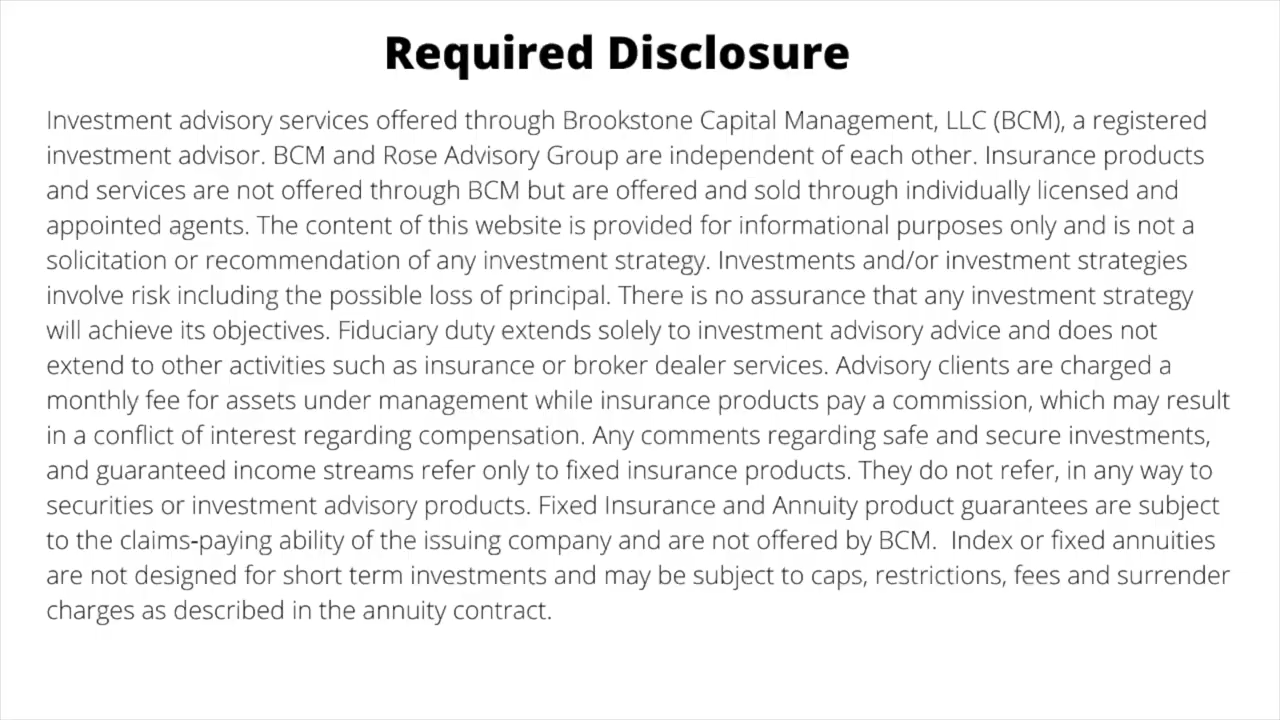 Required Disclosure
Investment advisory services offered through Brookstone Capital Management, LLC (BCM), a registered
investment advisor. BCM and Rose Advisory Group are independent of each other. Insurance products
and services are not offered through BCM but are offered and sold through individually licensed and
appointed agents. The content of this website is provided for informational purposes only and is not a
solicitation or recommendation of any investment strategy. Investments and/or investment strategies
involve risk including the possible loss of principal. There is no assurance that any investment strategy
will achieve its objectives. Fiduciary duty extends solely to investment advisory advice and does not
extend to other activities such as insurance or broker dealer services. Advisory clients are charged a
monthly fee for assets under management while insurance products pay a commission, which may result
in a conflict of interest regarding compensation. Any comments regarding safe and secure investments,
and guaranteed income streams refer only to fixed insurance products. They do not refer, in any way to
securities or investment advisory products. Fixed Insurance and Annuity product guarantees are subject
to the claims-paying ability of the issuing company and are not offered by BCM.  Index or fixed annuities
are not designed for short term investments and may be subject to caps, restrictions, fees and surrender
charges as described in the annuity contract.